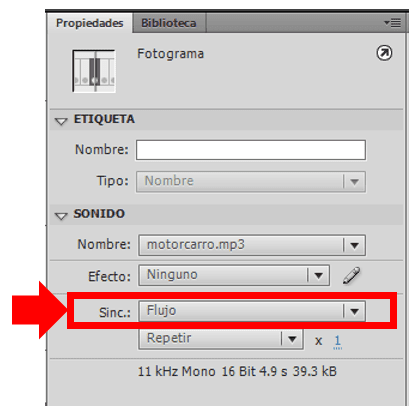 Propiedades Biblioteca
Fotograma
ETIQUETA
Nombre:
Tipo: Nombre
SONIDO
Nombre: motorcarro.mp3
Efecto: Ninguno
Sinc.: Flujo
Repetir x 1
11 kHz Mono 16 Bit 4.9 s 39.3 kB